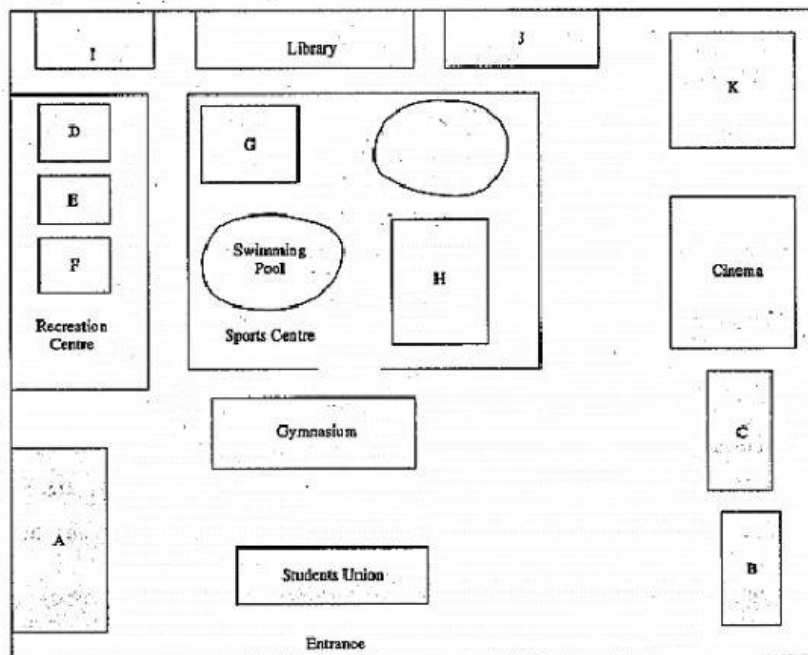 I
Library
J
K
D
G
E
F
Swimming
Pool
H
Cinema
Recreation
Centre
Sports Centre
Gymnasium
C
A
Students Union
B
Entrance